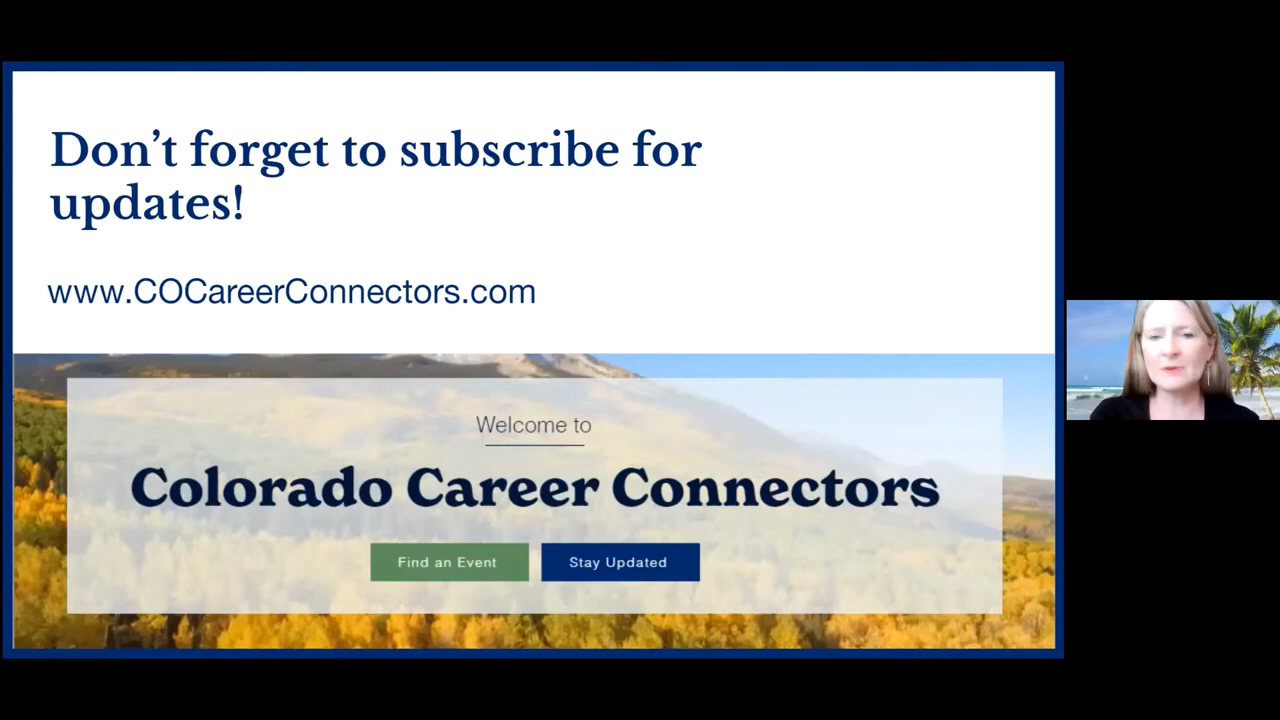 Don’t forget to subscribe for
updates!
www.COCareerConnectors.com
Welcome to
Colorado Career Connectors
Find an Event
Stay Updated